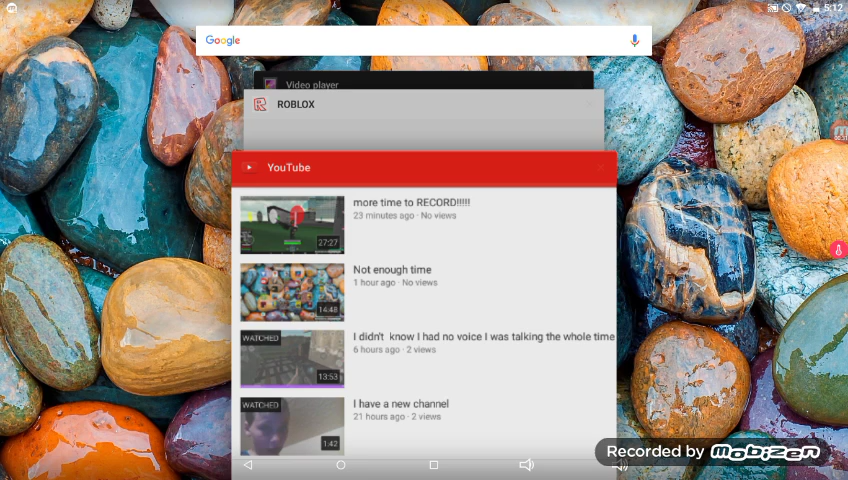 5:12
Google
Video player
ROBLOX
YouTube
more time to RECORD!!!!!
23 minutes ago · No views
27:27
Not enough time
1 hour ago · No views
14:48
WATCHED
I didn't know I had no voice I was talking the whole time
6 hours ago · 2 views
13:53
WATCHED
I have a new channel
21 hours ago · 2 views
1:42
Recorded by mobizen